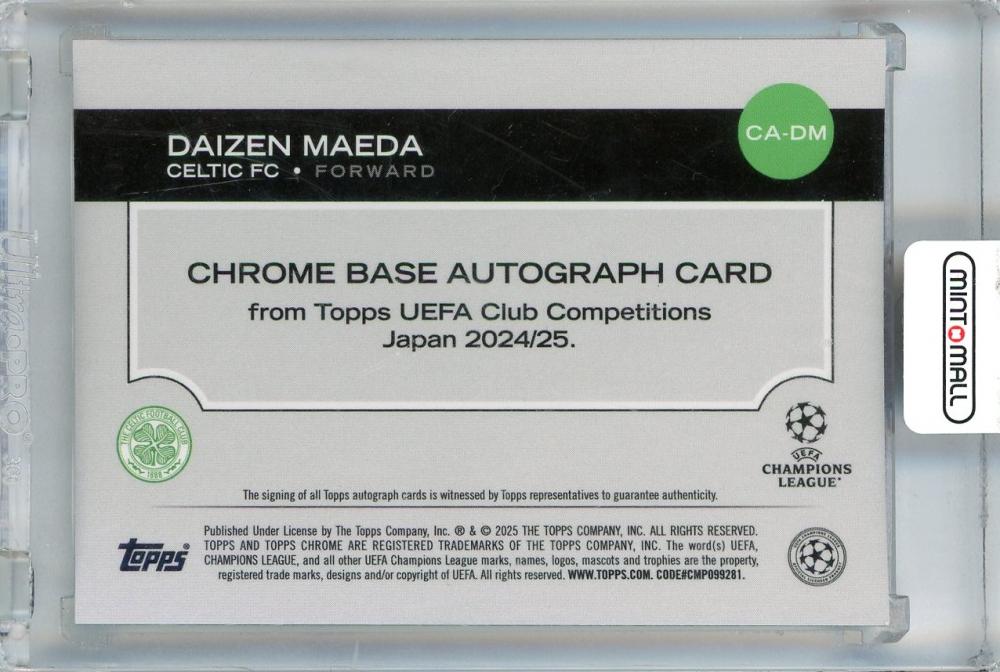 DAIZEN MAEDA
CELTIC FC • FORWARD
CA-DM
CHROME BASE AUTOGRAPH CARD
from Topps UEFA Club Competitions
Japan 2024/25.
THE CELTIC FOOTBALL CLUB
1888
UEFA
CHAMPIONS
LEAGUE®
The signing of all Topps autograph cards is witnessed by Topps representatives to guarantee authenticity.
Topps®
Published Under License by The Topps Company, Inc. ® & © 2025 THE TOPPS COMPANY, INC. ALL RIGHTS RESERVED.
TOPPS AND TOPPS CHROME ARE REGISTERED TRADEMARKS OF THE TOPPS COMPANY, INC. The word(s) UEFA,
CHAMPIONS LEAGUE, and all other UEFA Champions League marks, names, logos, mascots and trophies are the property,
registered trade marks, designs and/or copyright of UEFA. All rights reserved. WWW.TOPPS.COM. CODE#CMP099281.
MINT MALL
UltraPRO